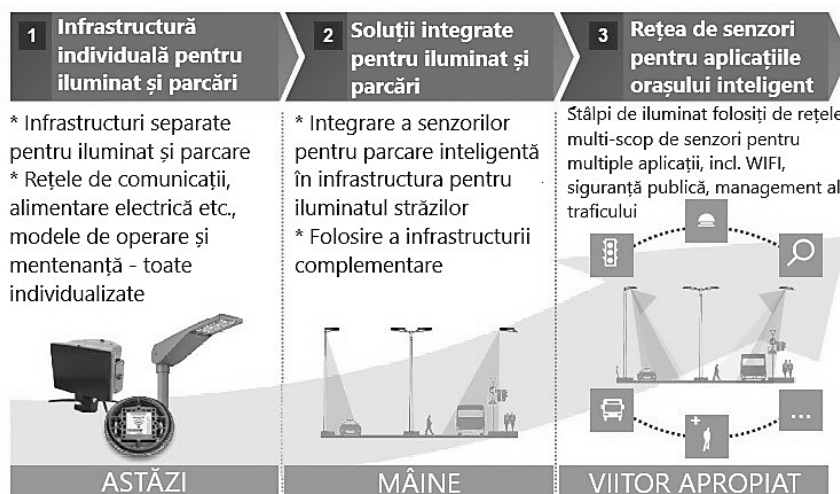 1 Infrastructură
individuală pentru
iluminat și parcări
* Infrastructuri separate
pentru iluminat și parcare
* Rețele de comunicații,
alimentare electrică etc.,
modele de operare și
mentenanță - toate
individualizate
ASTĂZI
2 Soluții integrate
pentru iluminat și
parcări
* Integrare a senzorilor
pentru parcare inteligentă
în infrastructura pentru
iluminatul străzilor
* Folosire a infrastructurii
complementare
MÂINE
3 Rețea de senzori
pentru aplicațiile
orașului inteligent
Stâlpi de iluminat folosiți de rețele
multi-scop de senzori pentru
multiple aplicații, incl. WIFI,
siguranță publică, management al
traficului
...
VIITOR APROPIAT